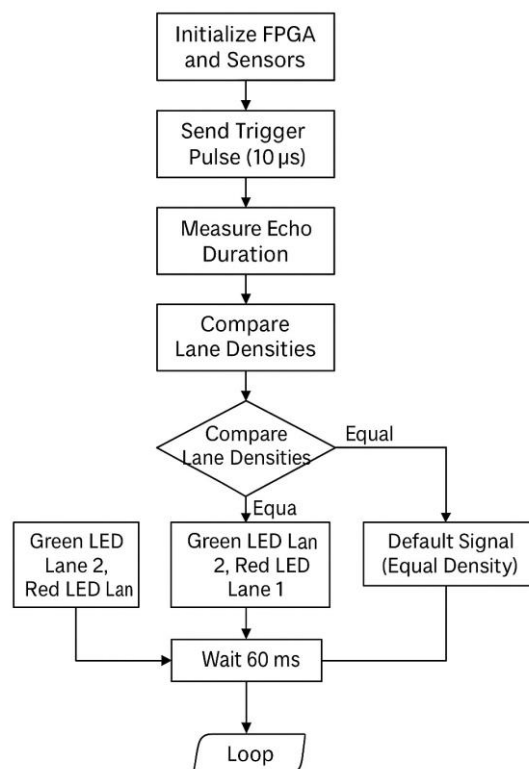 Initialize FPGA
and Sensors
Send Trigger
Pulse (10 µs)
Measure Echo
Duration
Compare
Lane Densities
Compare
Lane Densities
Equal
Equa
Green LED
Lane 2,
Red LED Lan
Green LED Lan
2, Red LED
Lane 1
Default Signal
(Equal Density)
Wait 60 ms
Loop